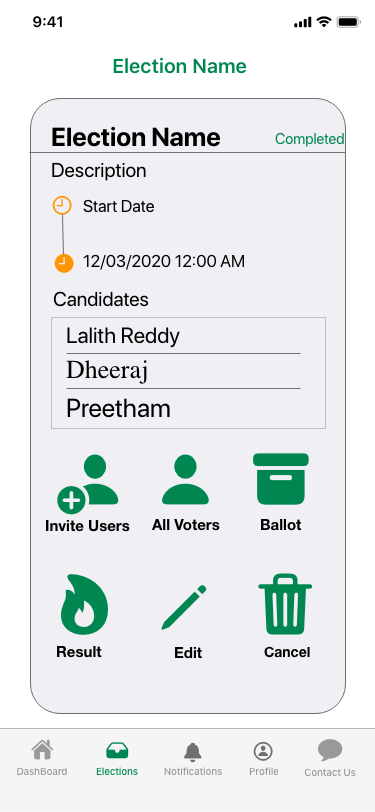 9:41
Election Name
Election Name
Completed
Description
Start Date
12/03/2020 12:00 AM
Candidates
Lalith Reddy
Dheeraj
Preetham
Invite Users All Voters Ballot
Result Edit Cancel
DashBoard Elections Notifications Profile Contact Us